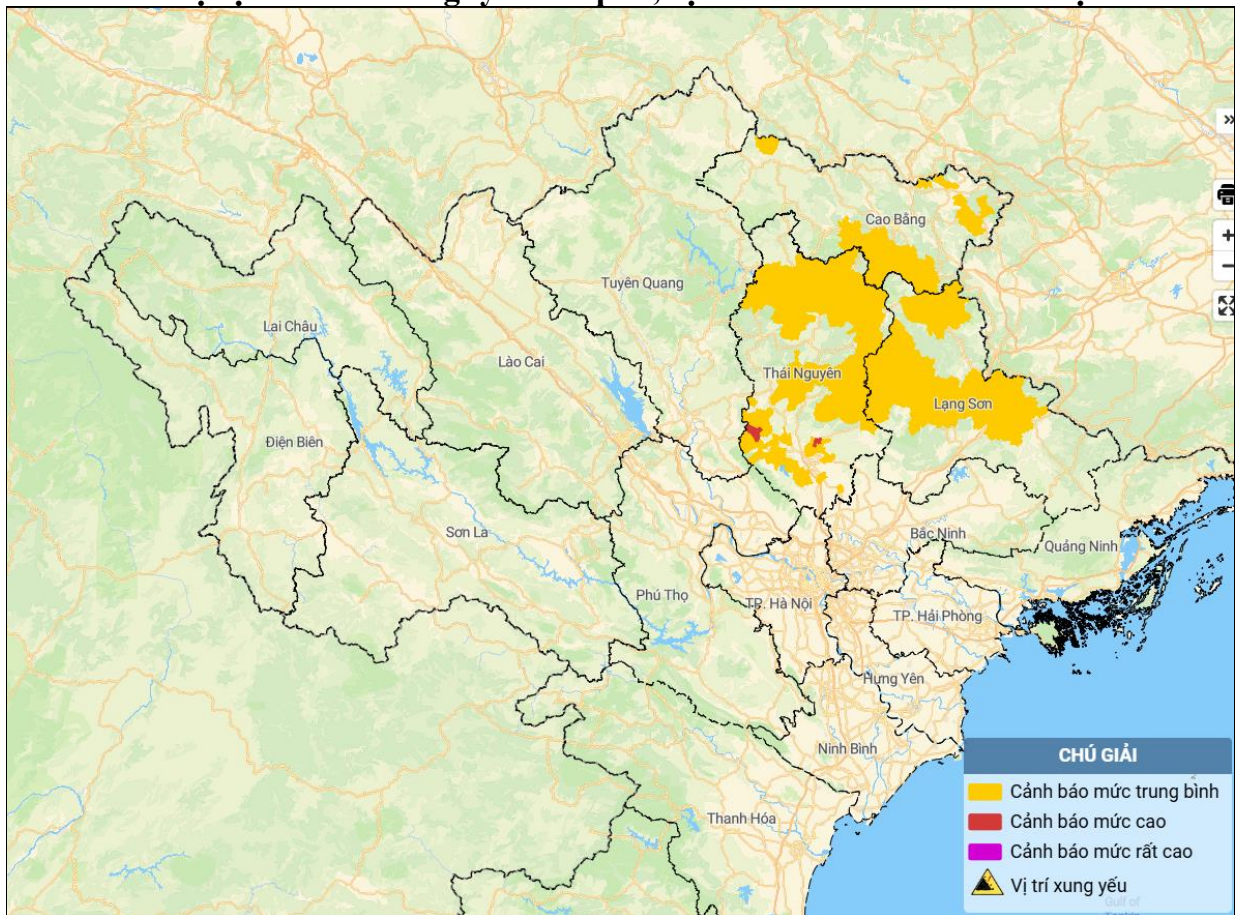 Cao Bằng
Tuyên Quang
Lai Châu
Lào Cai
Thái Nguyên
Lạng Sơn
Điện Biên
Sơn La
Bắc Ninh
Quảng Ninh
Phú Thọ
TP. Hà Nội
TP. Hải Phòng
Hưng Yên
Ninh Bình
Thanh Hóa
CHÚ GIẢI
Cảnh báo mức trung bình
Cảnh báo mức cao
Cảnh báo mức rất cao
Vị trí xung yếu
Gulf of